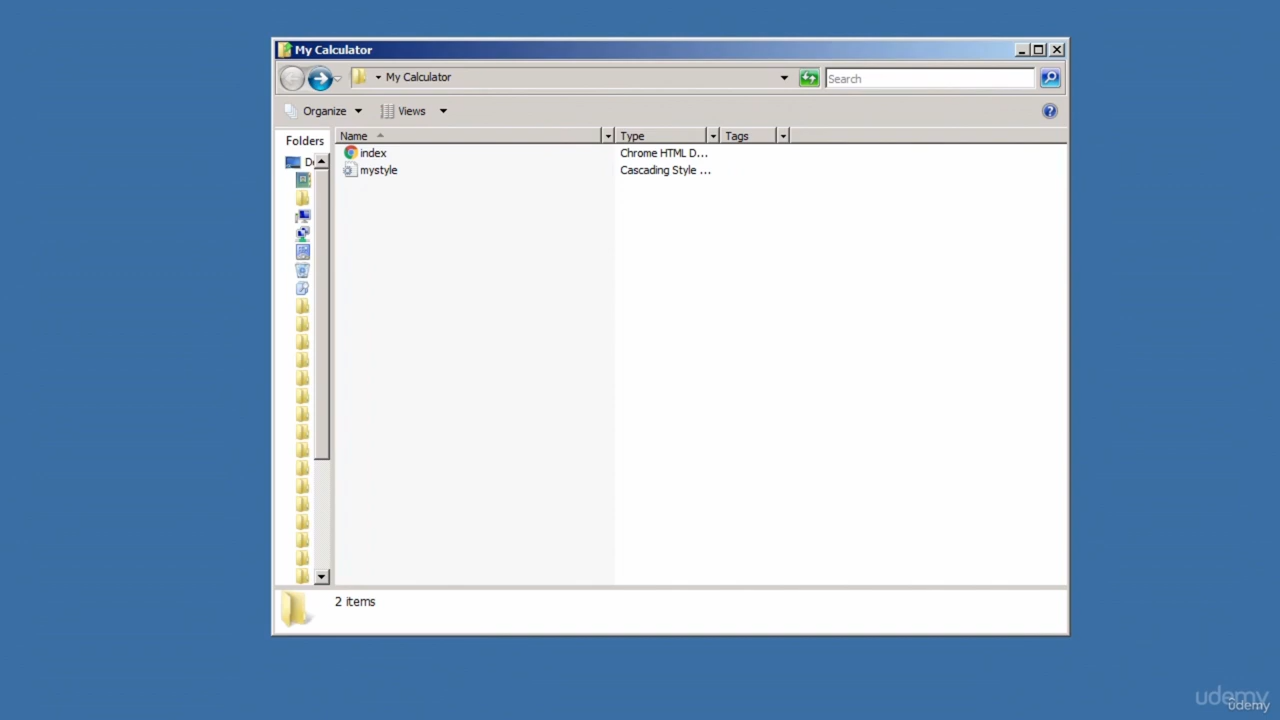 My Calculator
My Calculator
Search
Organize
Views
Folders
Name
Type
Tags
index
Chrome HTML D...
mystyle
Cascading Style ...
2 items
udemy
ûdemy